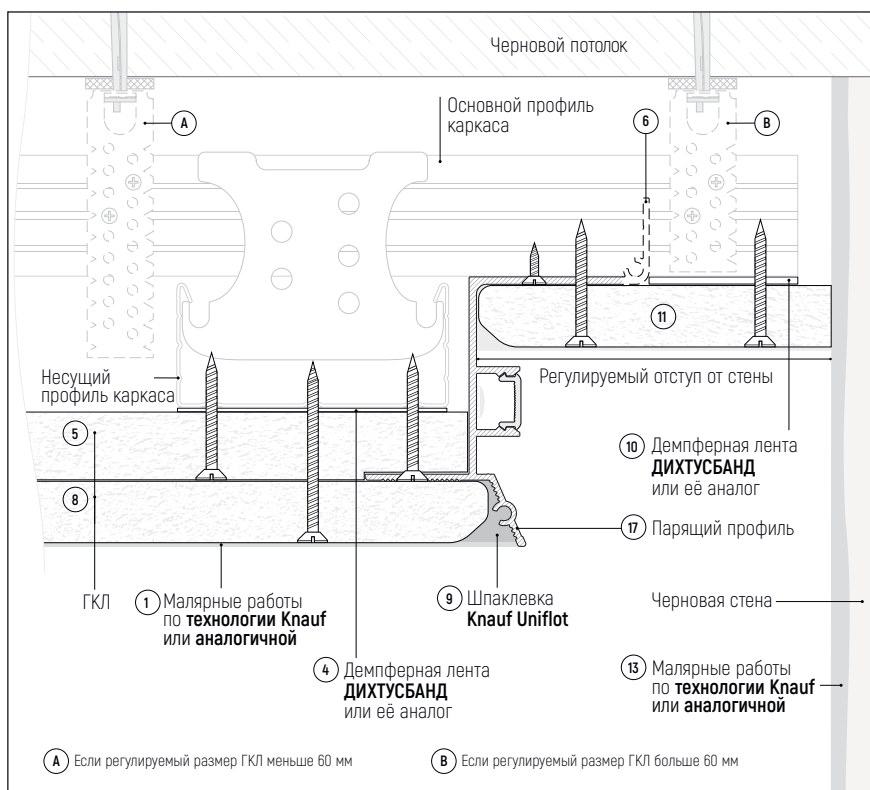 Черновой потолок
Основной профиль
каркаса
A
6
B
11
Несущий
профиль каркаса
Регулируемый отступ от стены
5
8
10 Демпферная лента
ДИХТУСБАНД
или её аналог
17 Парящий профиль
ГКЛ
1 Малярные работы
по технологии Knauf
или аналогичной
9 Шпаклевка
Knauf Uniflot
Черновая стена
4 Демпферная лента
ДИХТУСБАНД
или её аналог
13 Малярные работы
по технологии Knauf
или аналогичной
A Если регулируемый размер ГКЛ меньше 60 мм
B Если регулируемый размер ГКЛ больше 60 мм